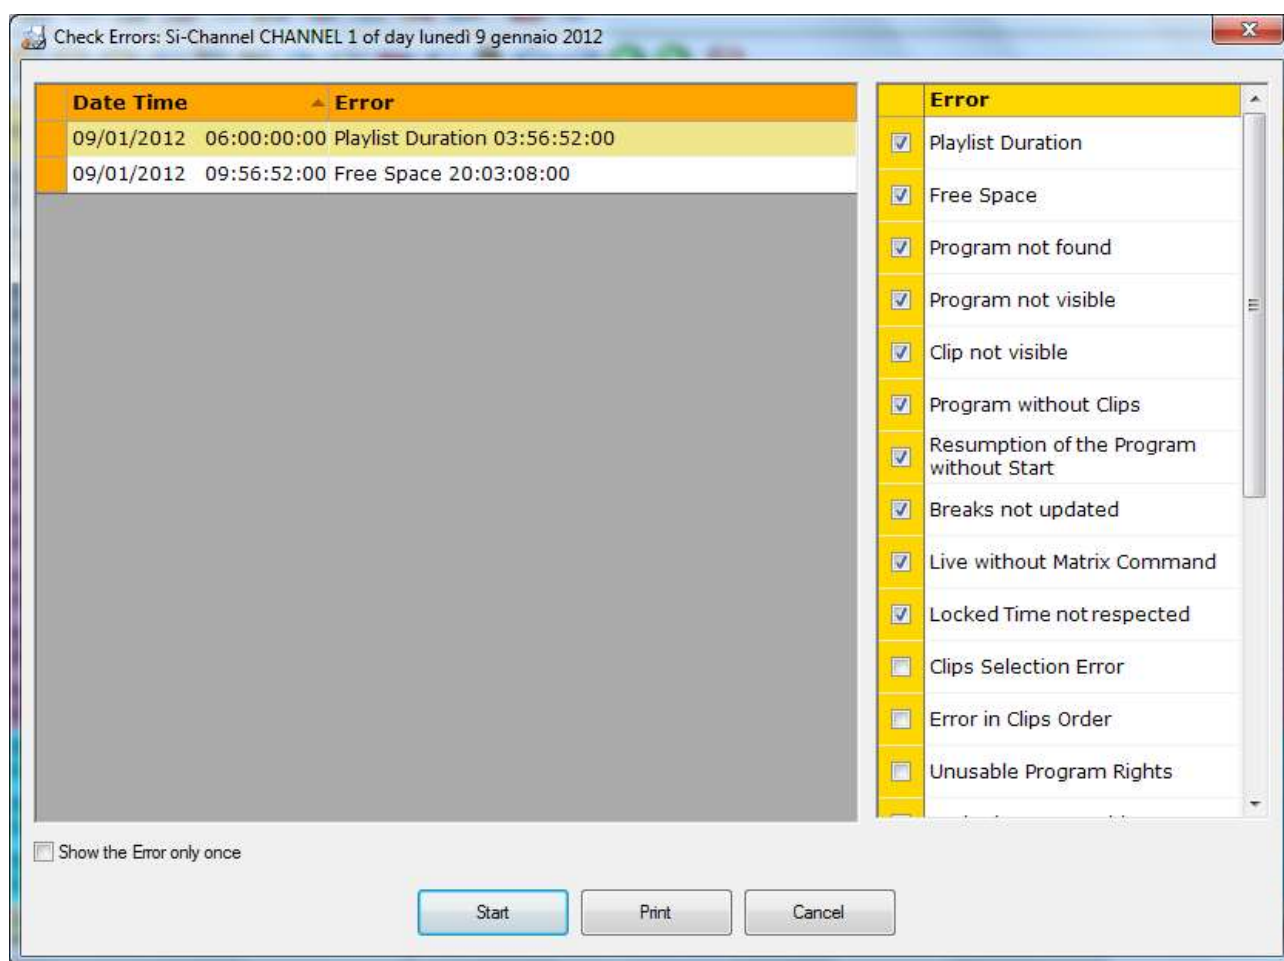 Check Errors: Si-Channel CHANNEL 1 of day lunedì 9 gennaio 2012
Date Time Error
09/01/2012 06:00:00:00 Playlist Duration 03:56:52:00
09/01/2012 09:56:52:00 Free Space 20:03:08:00
Error
Playlist Duration
Free Space
Program not found
Program not visible
Clip not visible
Program without Clips
Resumption of the Program
without Start
Breaks not updated
Live without Matrix Command
Locked Time not respected
Clips Selection Error
Error in Clips Order
Unusable Program Rights
Show the Error only once
Start Print Cancel